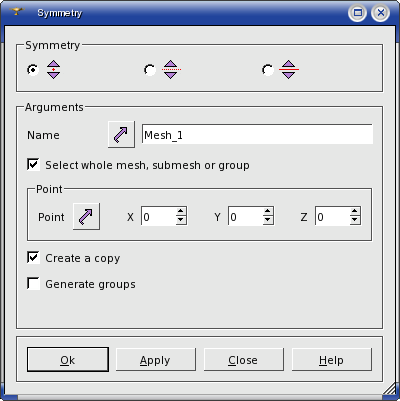 Symmetry
Symmetry
Arguments
Name Mesh_1
Select whole mesh, submesh or group
Point
Point X 0 Y 0 Z 0
Create a copy
Generate groups
Ok Apply Close Help